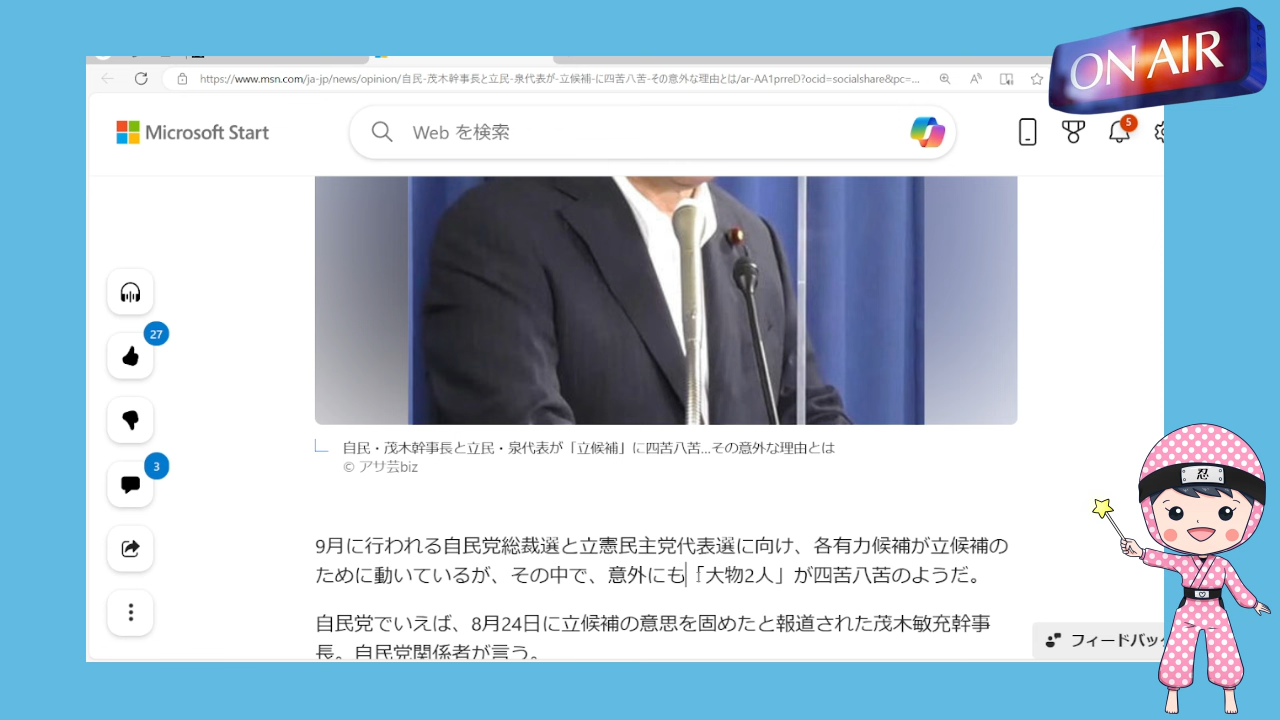 ON AIR
https://www.msn.com/ja-jp/news/opinion/自民-茂木幹事長と立民-泉代表が-立候補-に四苦八苦-その意外な理由とは/ar-AA1prreD?ocid=socialshare&pc=...
Microsoft Start
Web を検索
5
27
3
自民・茂木幹事長と立民・泉代表が「立候補」に四苦八苦...その意外な理由とは
© アサ芸biz
9月に行われる自民党総裁選と立憲民主党代表選に向け、各有力候補が立候補の
ために動いているが、その中で、意外にも「大物2人」が四苦八苦のようだ。
自民党でいえば、8月24日に立候補の意思を固めたと報道された茂木敏充幹事
長。自民党関係者が言う。
フィードバック
忍